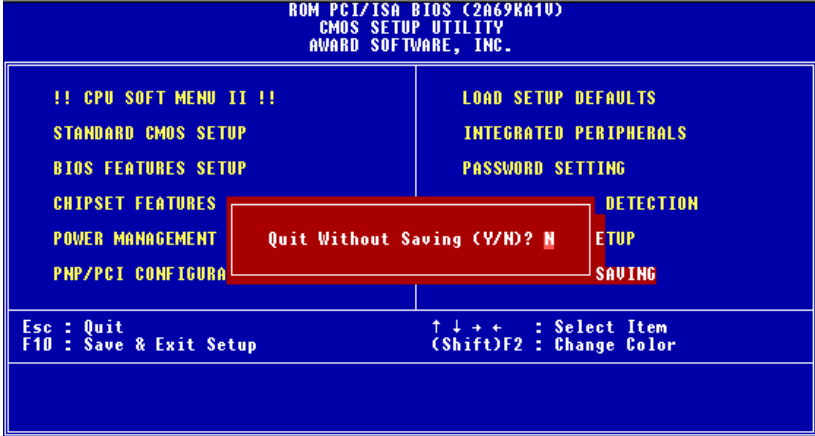 ROM PCI/ISA BIOS (2A69KA1V)
CMOS SETUP UTILITY
AWARD SOFTWARE, INC.
!! CPU SOFT MENU II !!
STANDARD CMOS SETUP
BIOS FEATURES SETUP
CHIPSET FEATURES
POWER MANAGEMENT
PNP/PCI CONFIGURA
LOAD SETUP DEFAULTS
INTEGRATED PERIPHERALS
PASSWORD SETTING
DETECTION
ETUP
SAVING
Quit Without Saving (Y/N)? N
Esc : Quit
F10 : Save & Exit Setup
↑ ↓ → ← : Select Item
(Shift)F2 : Change Color